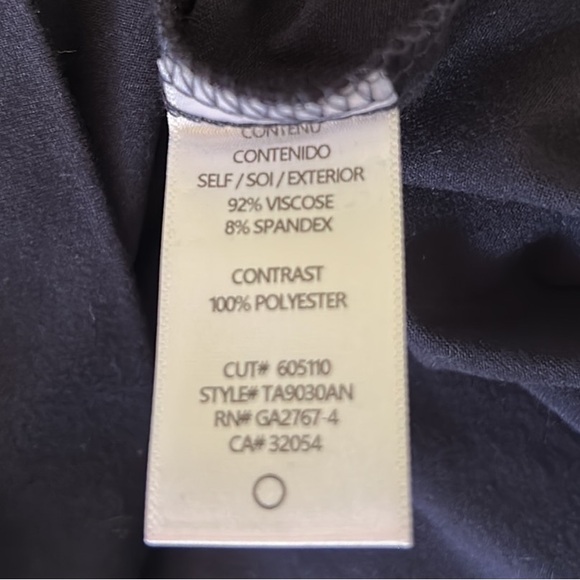 CONTENU
CONTENIDO
SELF / SOI / EXTERIOR
92% VISCOSE
8% SPANDEX
CONTRAST
100% POLYESTER
CUT# 605110
STYLE# TA9030AN
RN# GA2767-4
CA# 32054